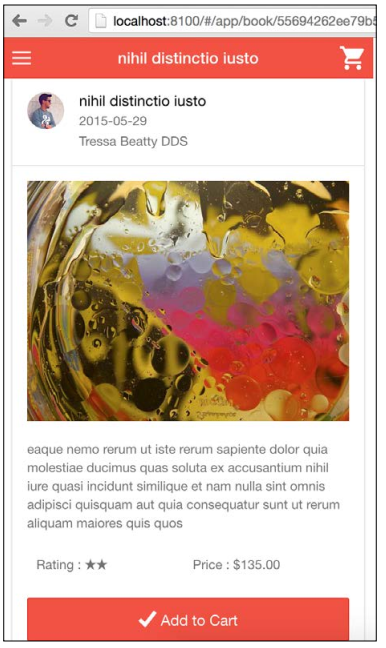 localhost:8100/#/app/book/55694262ee79b5
nihil distinctio iusto
nihil distinctio iusto
2015-05-29
Tressa Beatty DDS
eaque nemo rerum ut iste rerum sapiente dolor quia
molestiae ducimus quas soluta ex accusantium nihil
iure quasi incidunt similique et nam nulla sint omnis
adipisci quisquam aut quia consequatur sunt ut rerum
aliquam maiores quis quos
Rating : ★★ Price : $135.00
Add to Cart